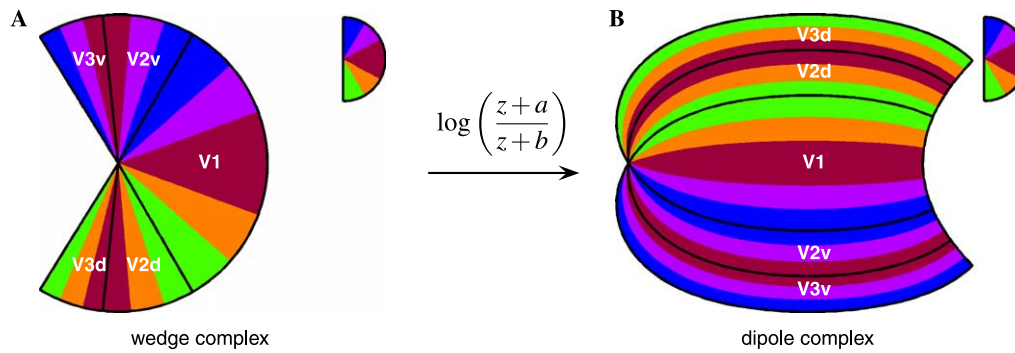 A
V3v V2v
V1
V3d V2d
wedge complex
log ( z + a / z + b )
B
V3d
V2d
V1
V2v
V3v
dipole complex